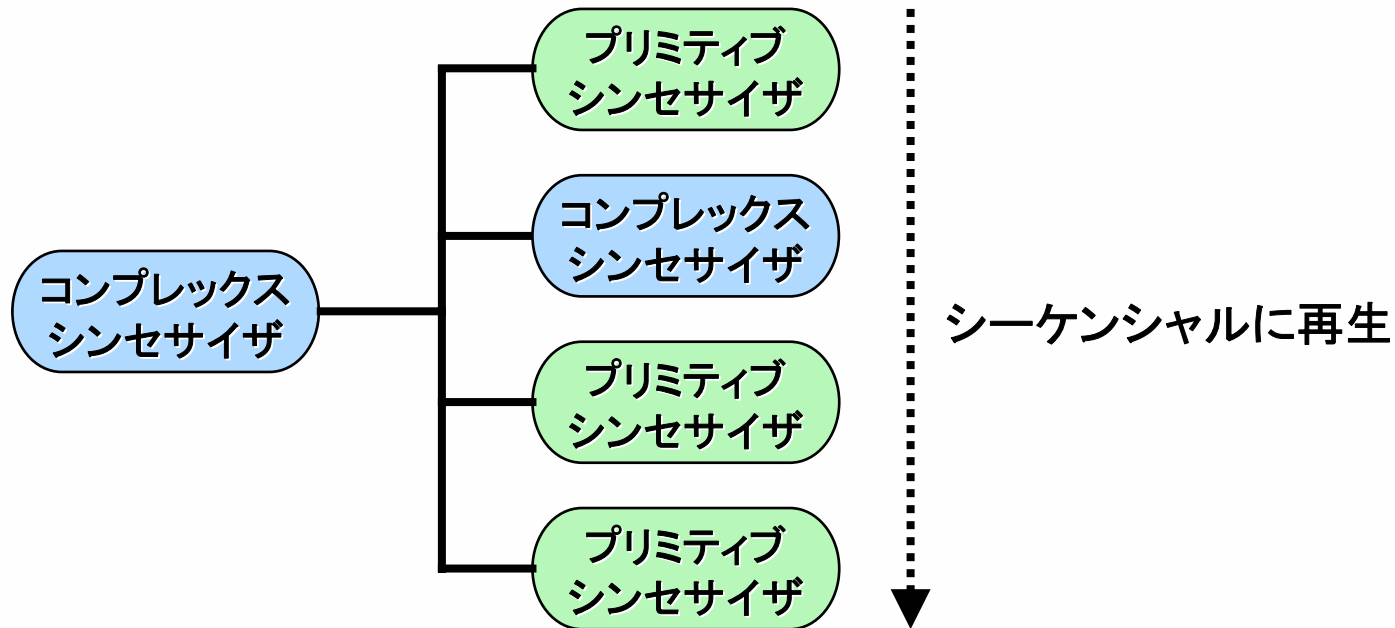 プリミティブ
シンセサイザ
コンプレックス
シンセサイザ
コンプレックス
シンセサイザ
シーケンシャルに再生
プリミティブ
シンセサイザ
プリミティブ
シンセサイザ